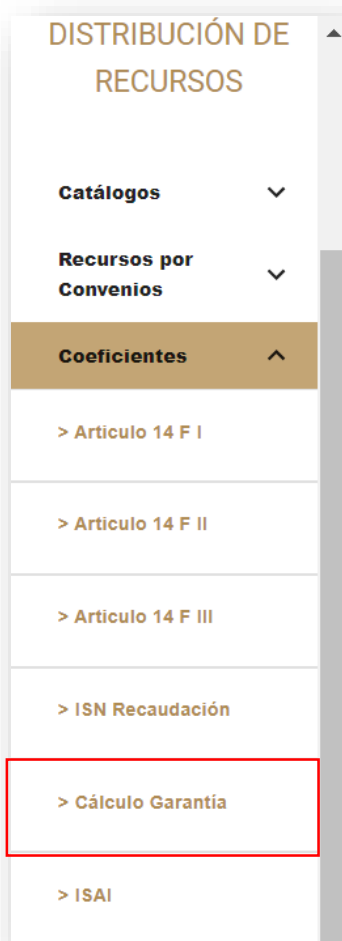 DISTRIBUCIÓN DE
RECURSOS
Catálogos
Recursos por
Convenios
Coeficientes
> Articulo 14 F I
> Articulo 14 F II
> Articulo 14 F III
> ISN Recaudación
> Cálculo Garantía
> ISAI